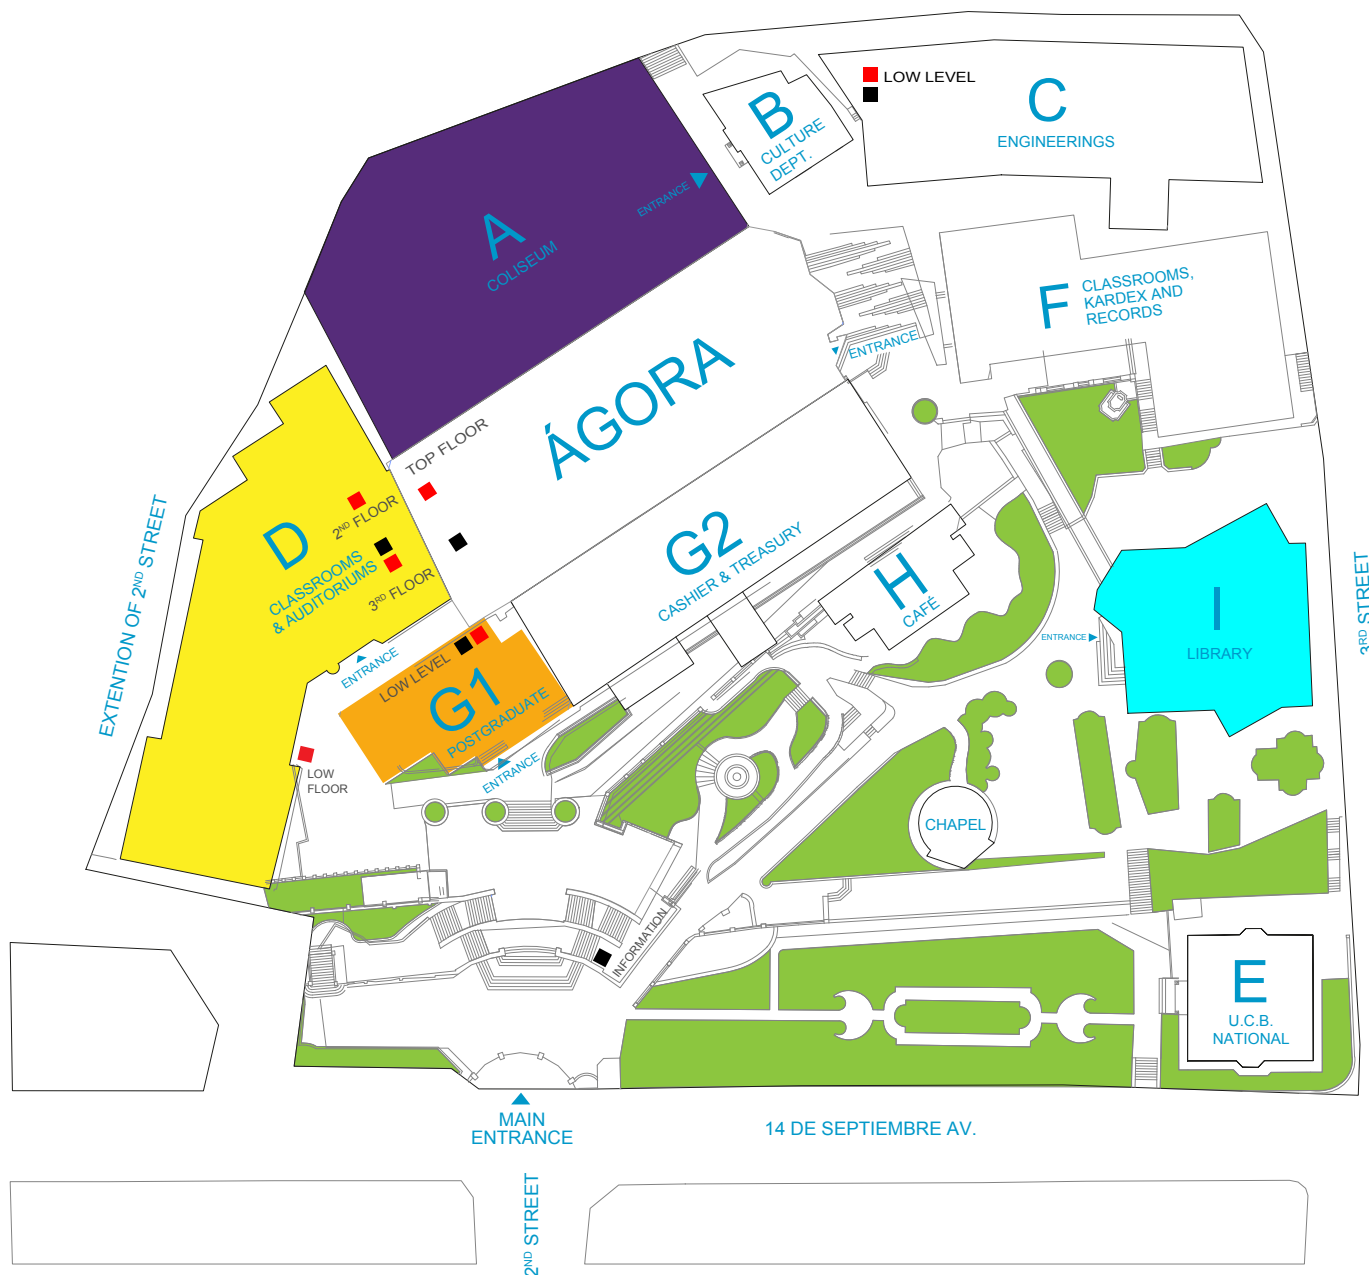 LOW LEVEL
C
ENGINEERINGS
B
CULTURE
DEPT.
ENTRANCE
A
COLISEUM
F
CLASSROOMS,
KARDEX AND
RECORDS
ENTRANCE
ÁGORA
TOP FLOOR
2ND FLOOR
D
CLASSROOMS
& AUDITORIUMS
3RD FLOOR
EXTENTION OF 2ND STREET
G2
CASHIER & TREASURY
H
CAFÉ
I
LIBRARY
ENTRANCE
3RD STREET
ENTRANCE
LOW LEVEL
G1
POSTGRADUATE
ENTRANCE
LOW
FLOOR
CHAPEL
INFORMATION
E
U.C.B.
NATIONAL
MAIN
ENTRANCE
14 DE SEPTIEMBRE AV.
2ND STREET